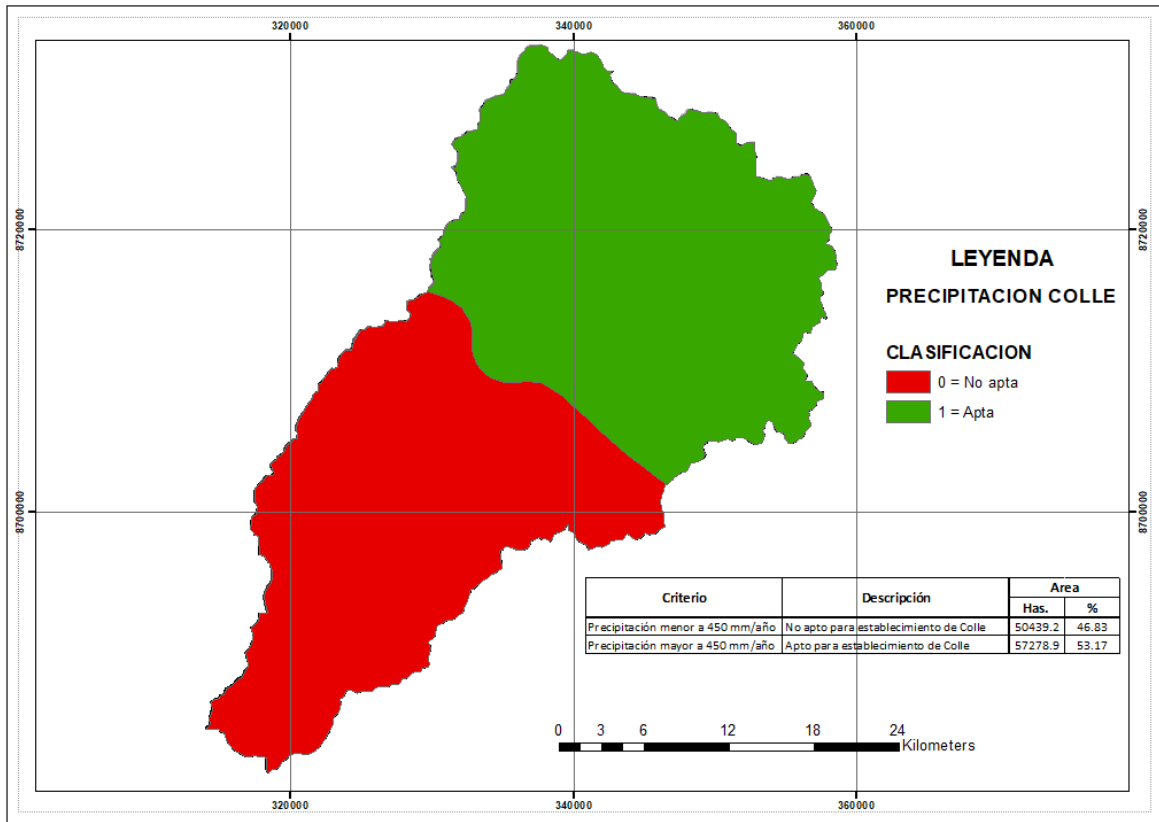 320000 340000 360000
8720000 8720000
LEYENDA
PRECIPITACION COLLE
CLASIFICACION
0 = No apta
1 = Apta
8700000 8700000
Criterio Descripción Area
Has. %
Precipitación menor a 450 mm/año No apto para establecimiento de Colle 50439.2 46.83
Precipitación mayor a 450 mm/año Apto para establecimiento de Colle 57278.9 53.17
0 3 6 12 18 24
Kilometers
320000 340000 360000